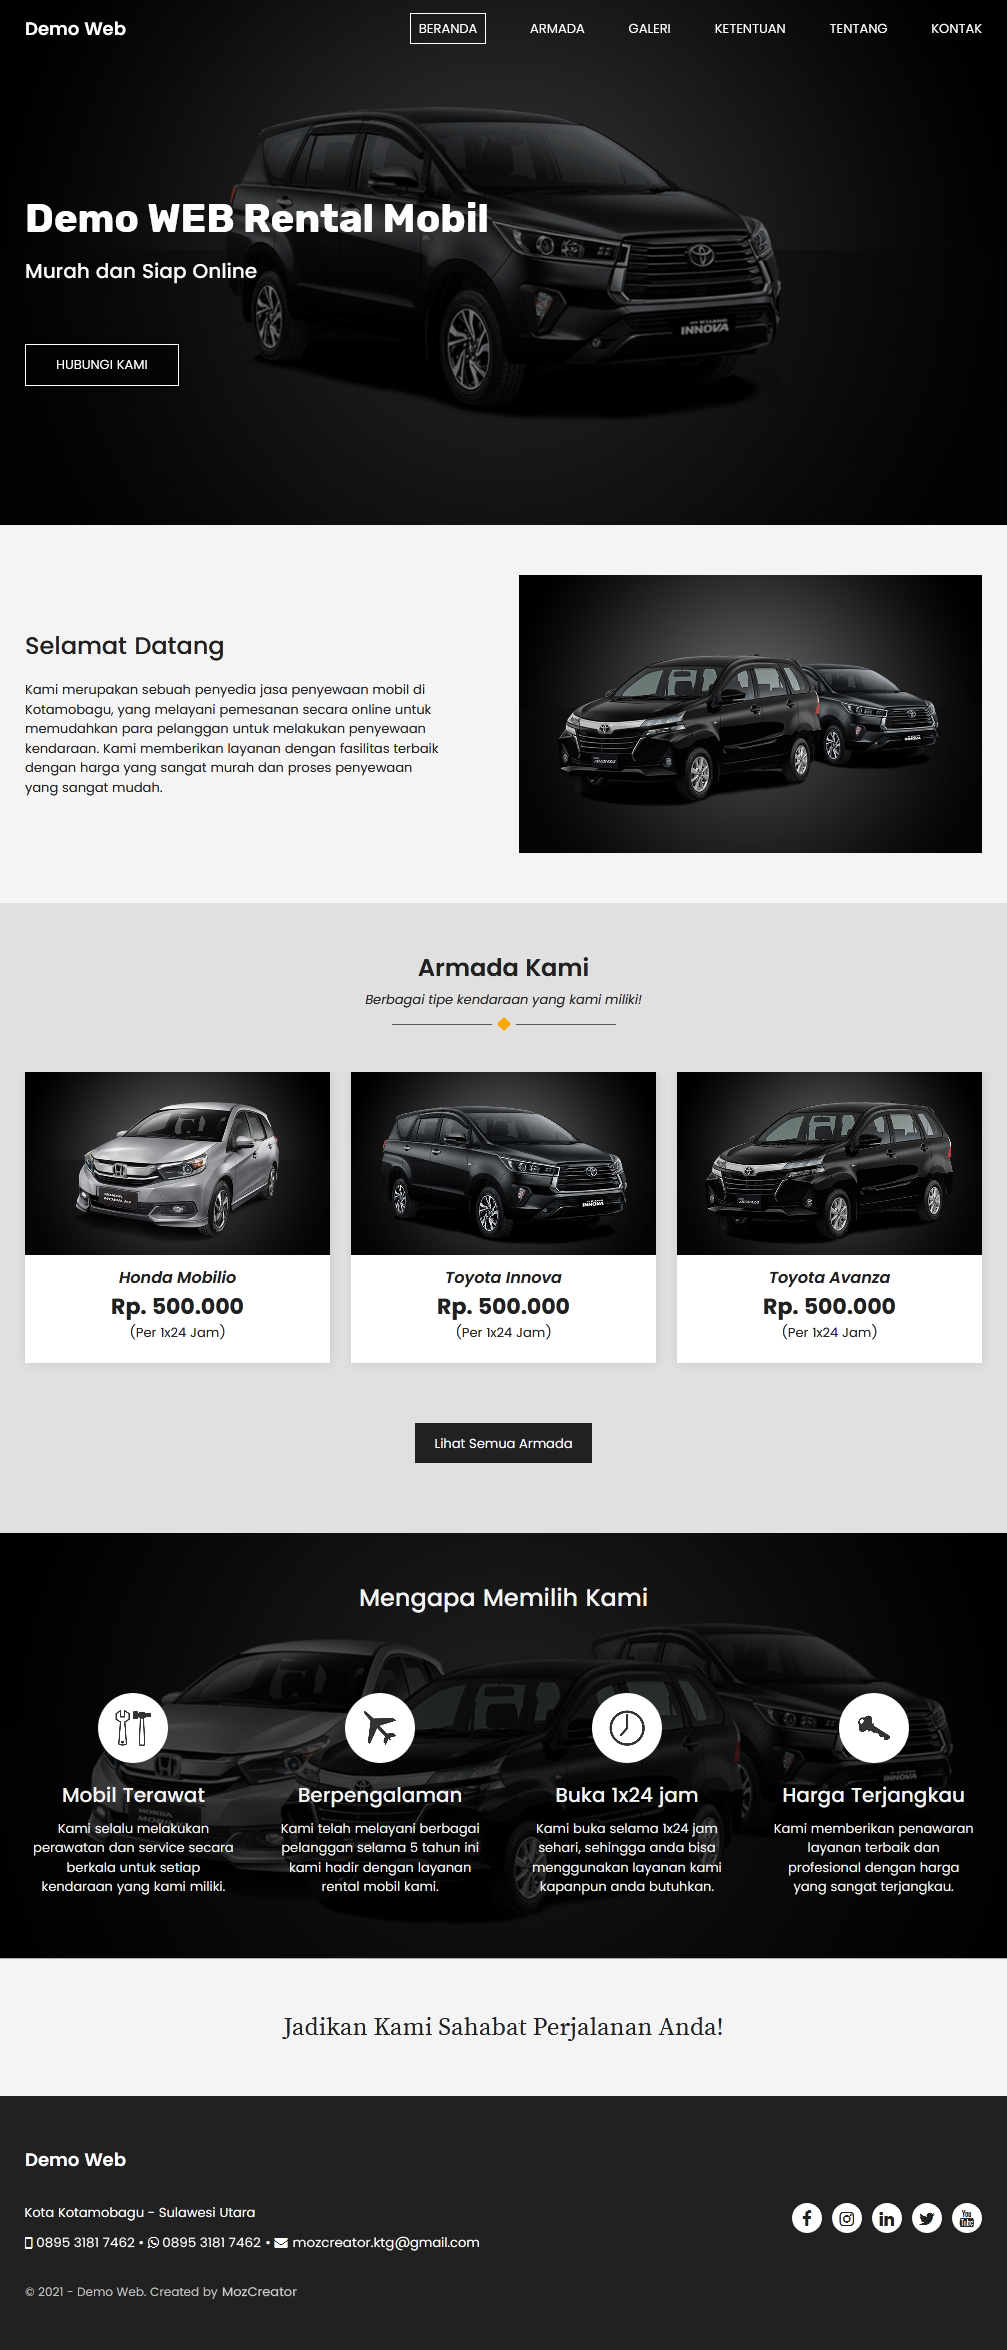 Demo Web
BERANDA
ARMADA
GALERI
KETENTUAN
TENTANG
KONTAK
Demo WEB Rental Mobil
Murah dan Siap Online
INNOVA
HUBUNGI KAMI
Selamat Datang
Kami merupakan sebuah penyedia jasa penyewaan mobil di
Kotamobagu, yang melayani pemesanan secara online untuk
memudahkan para pelanggan untuk melakukan penyewaan
kendaraan. Kami memberikan layanan dengan fasilitas terbaik
dengan harga yang sangat murah dan proses penyewaan
yang sangat mudah.
Armada Kami
Berbagai tipe kendaraan yang kami miliki!
Honda Mobilio
Rp. 500.000
(Per 1x24 Jam)
INNOVA
Toyota Innova
Rp. 500.000
(Per 1x24 Jam)
Toyota Avanza
Rp. 500.000
(Per 1x24 Jam)
Lihat Semua Armada
Mengapa Memilih Kami
Mobil Terawat
Kami selalu melakukan
perawatan dan service secara
berkala untuk setiap
kendaraan yang kami miliki.
Berpengalaman
Kami telah melayani berbagai
pelanggan selama 5 tahun ini
kami hadir dengan layanan
rental mobil kami.
Buka 1x24 jam
Kami buka selama 1x24 jam
sehari, sehingga anda bisa
menggunakan layanan kami
kapanpun anda butuhkan.
Harga Terjangkau
Kami memberikan penawaran
layanan terbaik dan
profesional dengan harga
yang sangat terjangkau.
Jadikan Kami Sahabat Perjalanan Anda!
Demo Web
Kota Kotamobagu - Sulawesi Utara
0895 3181 7462 • 0895 3181 7462 • mozcreator.ktg@gmail.com
You
Tube
© 2021 - Demo Web. Created by MozCreator